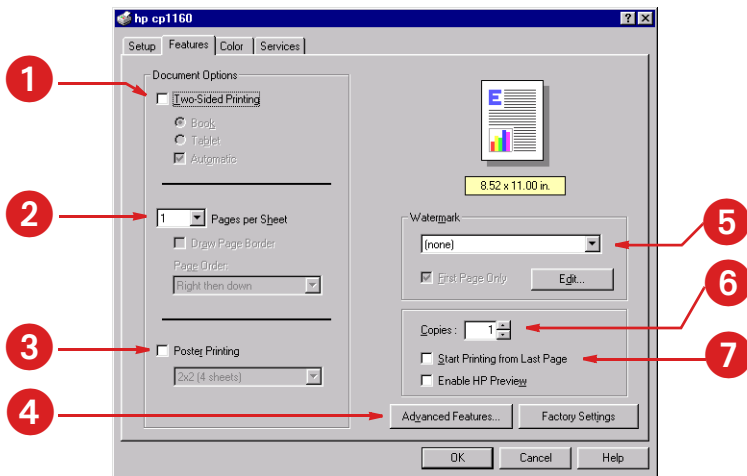 hp cp1160
Setup Features Color Services
Document Options
Two-Sided Printing
Book
Tablet
Automatic
1 Pages per Sheet
Draw Page Border
Page Order:
Right then down
Poster Printing
2x2 (4 sheets)
E
8.52 x 11.00 in.
Watermark
(none)
First Page Only Edit...
Copies : 1
Start Printing from Last Page
Enable HP Preview
Advanced Features... Factory Settings
OK Cancel Help
1
2
3
4
5
6
7